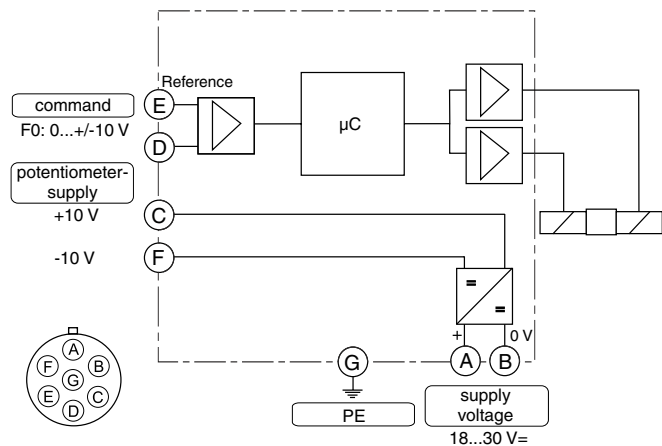 Reference
command
E
F0: 0...+/-10 V
D
µC
potentiometer-
supply
+10 V
C
-10 V
F
=
=
+
0 V
A
B
G
PE
supply
voltage
18...30 V=
A
F
B
G
E
C
D